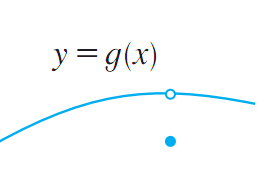 y = g(x)